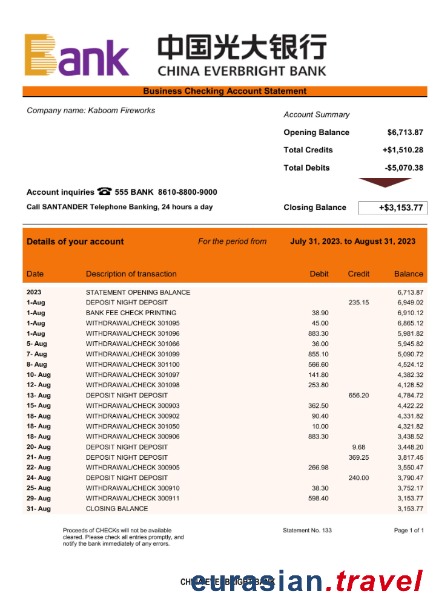 Bank 中国光大银行
CHINA EVERBRIGHT BANK
Business Checking Account Statement
Company name: Kaboom Fireworks
Account Summary
Opening Balance $6,713.87
Total Credits +$1,510.28
Total Debits -$5,070.38
Account inquiries ☎ 555 BANK 8610-8800-9000
Call SANTANDER Telephone Banking, 24 hours a day Closing Balance +$3,153.77
Details of your account For the period from July 31, 2023. to August 31, 2023
Date Description of transaction Debit Credit Balance
2023 STATEMENT OPENING BALANCE 6,713.87
1-Aug DEPOSIT NIGHT DEPOSIT 235.15 6,949.02
1-Aug BANK FEE CHECK PRINTING 38.90 6,910.12
1-Aug WITHDRAWAL/CHECK 301095 45.00 6,865.12
1-Aug WITHDRAWAL/CHECK 301096 883.30 5,981.82
5- Aug WITHDRAWAL/CHECK 301066 36.00 5,945.82
7- Aug WITHDRAWAL/CHECK 301099 855.10 5,090.72
8- Aug WITHDRAWAL/CHECK 301100 566.60 4,524.12
10- Aug WITHDRAWAL/CHECK 301097 141.80 4,382.32
12- Aug WITHDRAWAL/CHECK 301098 253.80 4,128.52
13- Aug DEPOSIT NIGHT DEPOSIT 656.20 4,784.72
15- Aug WITHDRAWAL/CHECK 300903 362.50 4,422.22
18- Aug WITHDRAWAL/CHECK 300902 90.40 4,331.82
18- Aug WITHDRAWAL/CHECK 301050 10.00 4,321.82
18- Aug WITHDRAWAL/CHECK 300906 883.30 3,438.52
20- Aug DEPOSIT NIGHT DEPOSIT 9.68 3,448.20
21- Aug DEPOSIT NIGHT DEPOSIT 369.25 3,817.45
22- Aug WITHDRAWAL/CHECK 300905 266.98 3,550.47
24- Aug DEPOSIT NIGHT DEPOSIT 240.00 3,790.47
25- Aug WITHDRAWAL/CHECK 300910 38.30 3,752.17
29- Aug WITHDRAWAL/CHECK 300911 598.40 3,153.77
31- Aug CLOSING BALANCE 3,153.77
Proceeds of CHECKs will not be available Statement No. 133 Page 1 of 1
cleared. Please check all entries promptly, and
notify the bank immediately of any errors.
CHINA EVERBRIGHT BANK
eurasian.travel